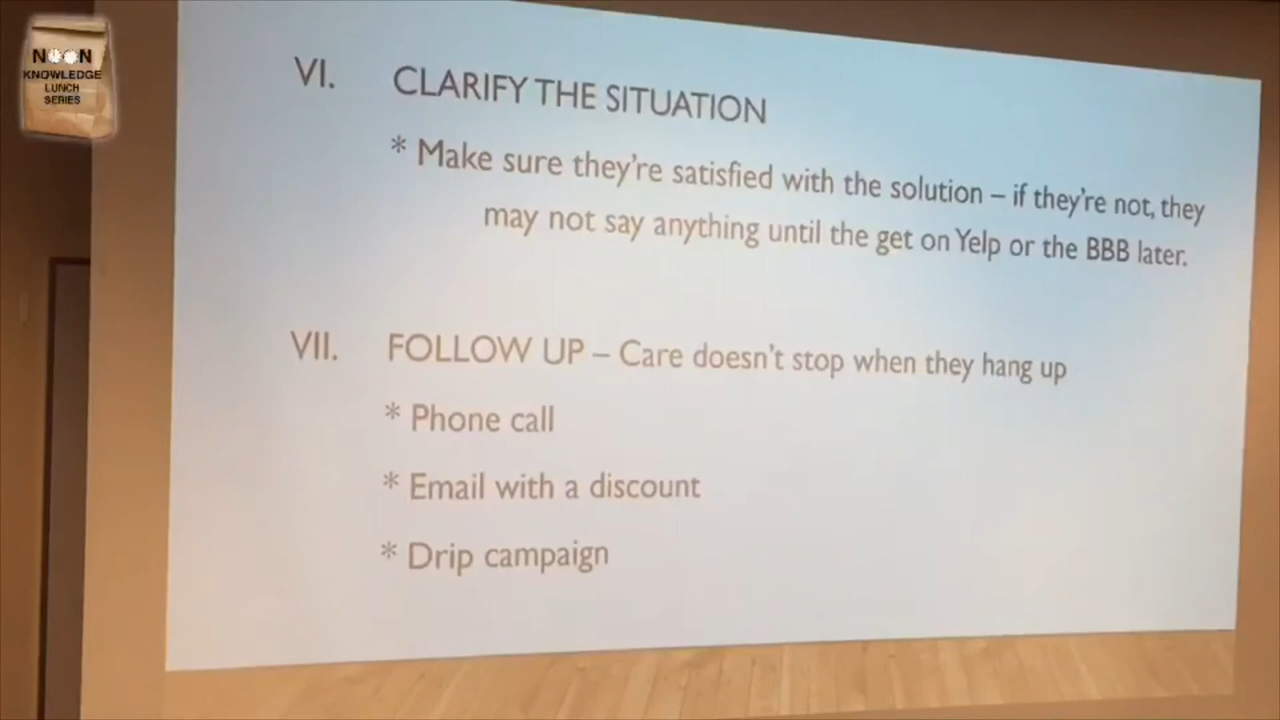 NOON
KNOWLEDGE
LUNCH
SERIES
VI. CLARIFY THE SITUATION
* Make sure they're satisfied with the solution – if they're not, they
may not say anything until the get on Yelp or the BBB later.
VII. FOLLOW UP – Care doesn't stop when they hang up
* Phone call
* Email with a discount
* Drip campaign